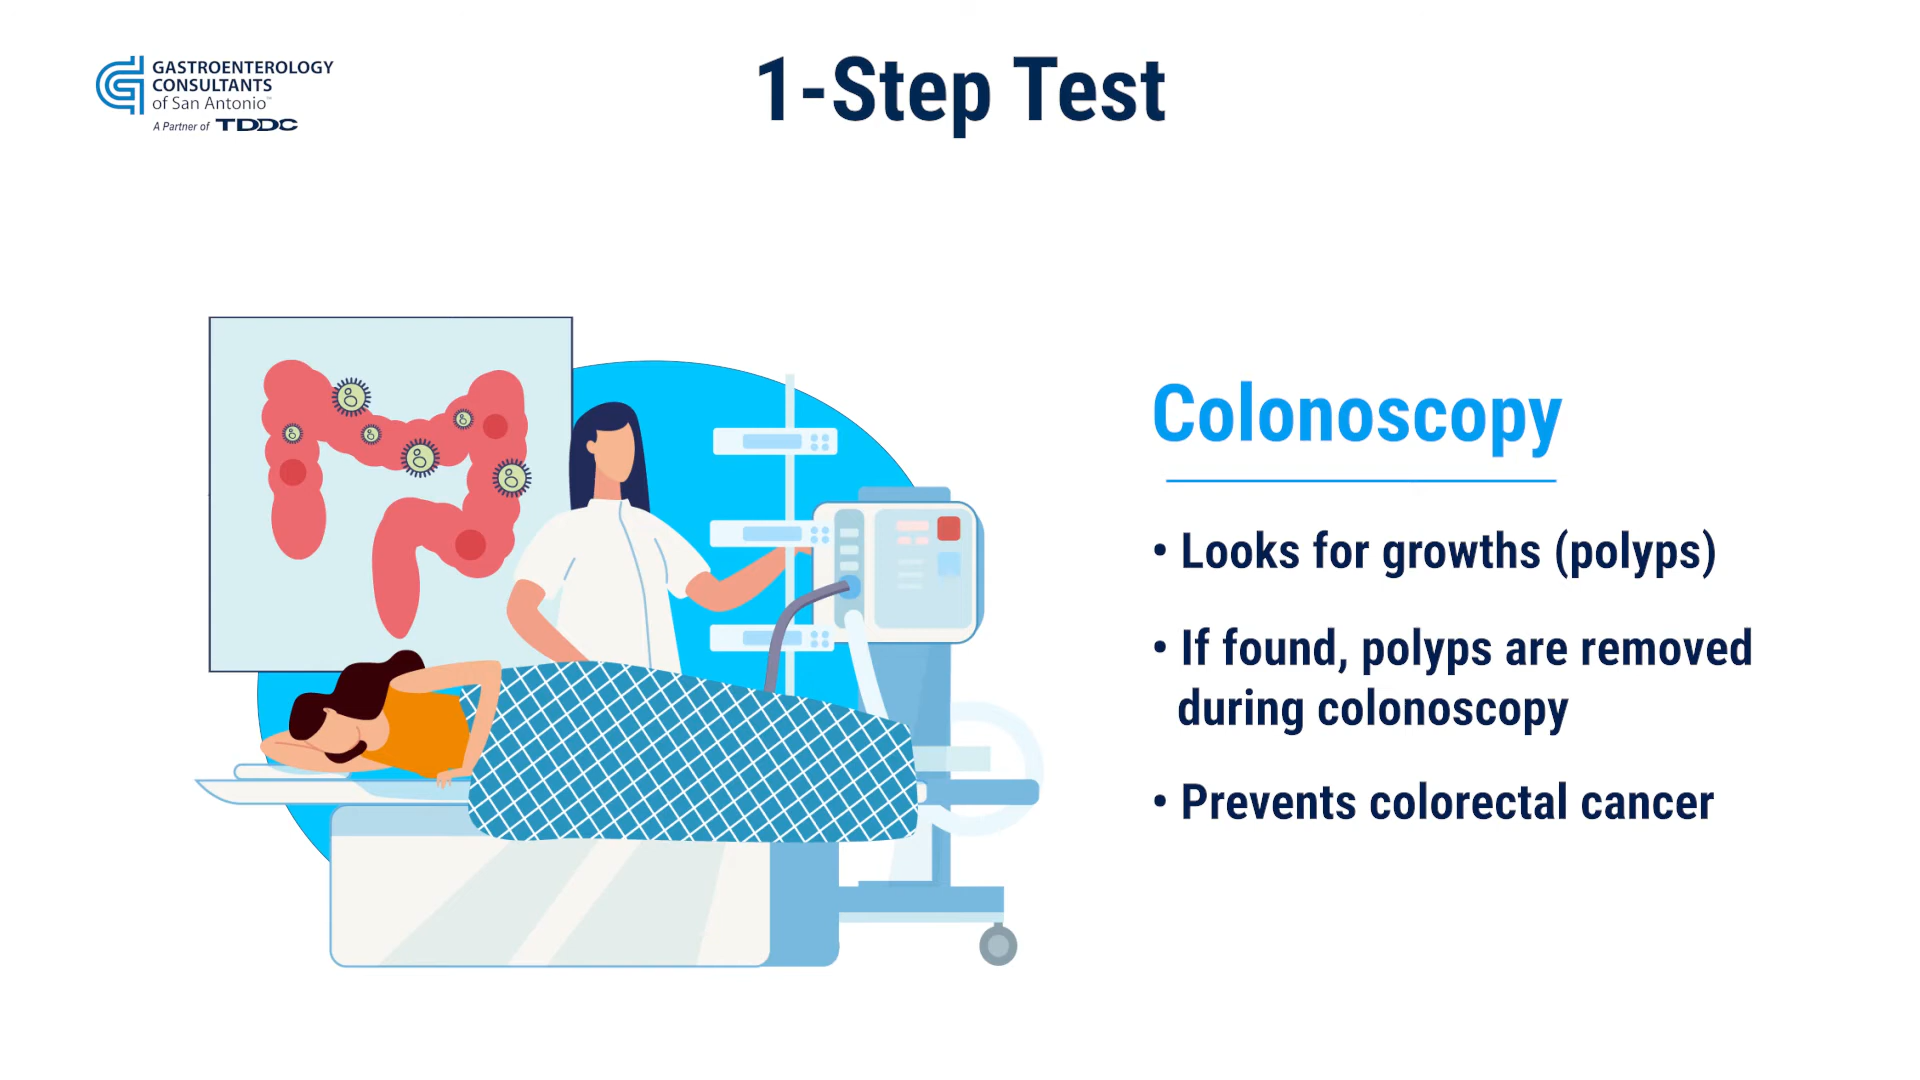 GASTROENTEROLOGY
CONSULTANTS
of San Antonio™
A Partner of TDDC
1-Step Test
Colonoscopy
• Looks for growths (polyps)
• If found, polyps are removed
during colonoscopy
• Prevents colorectal cancer